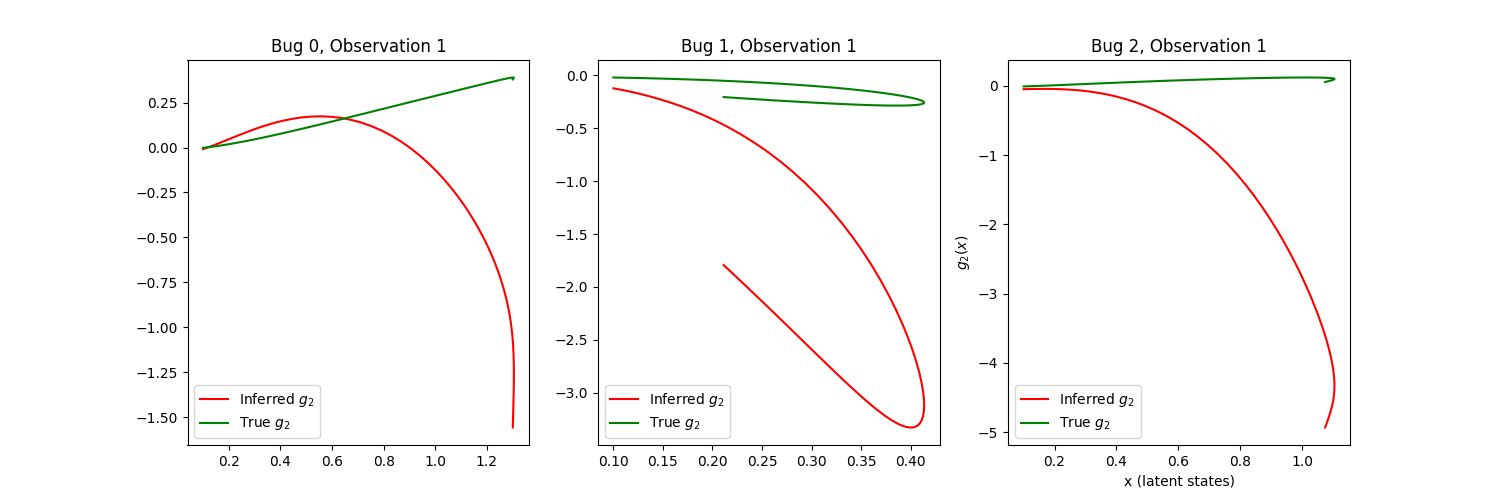 Bug 0, Observation 1
0.25
0.00
−0.25
−0.50
−0.75
−1.00
−1.25
−1.50
Inferred g₂
True g₂
0.2 0.4 0.6 0.8 1.0 1.2
Bug 1, Observation 1
0.0
−0.5
−1.0
−1.5
−2.0
−2.5
−3.0
Inferred g₂
True g₂
0.10 0.15 0.20 0.25 0.30 0.35 0.40
Bug 2, Observation 1
g₂(x)
0
−1
−2
−3
−4
−5
Inferred g₂
True g₂
0.2 0.4 0.6 0.8 1.0
x (latent states)